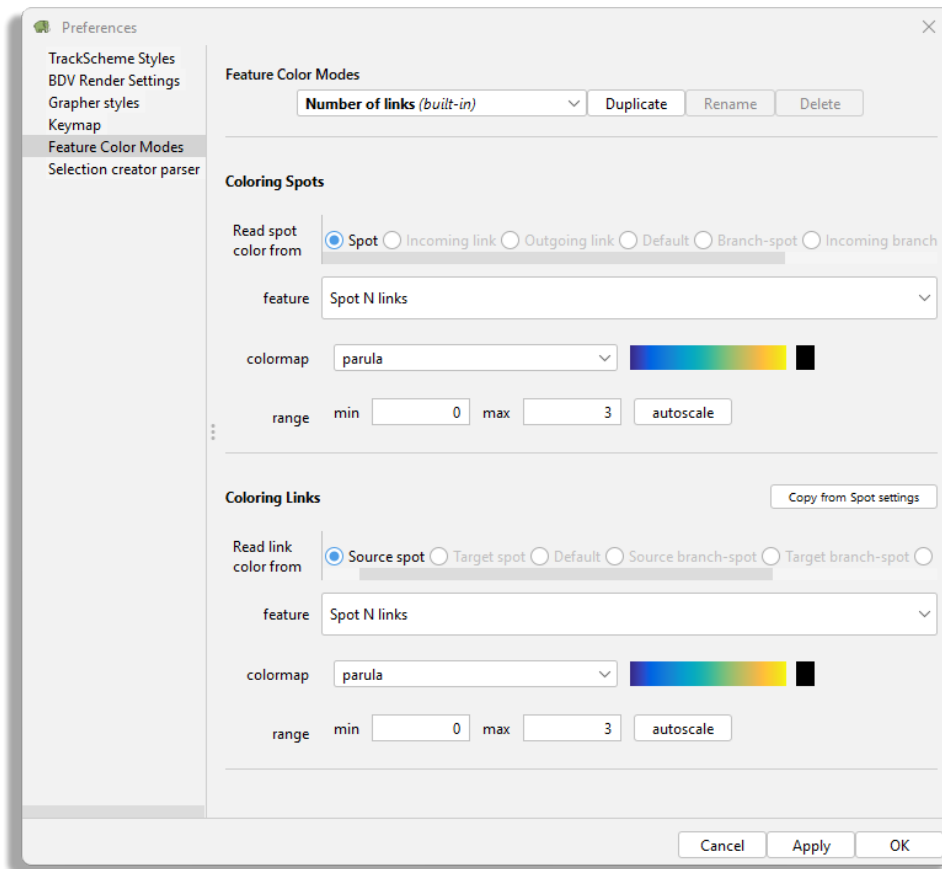 Preferences
TrackScheme Styles
BDV Render Settings
Grapher styles
Keymap
Feature Color Modes
Selection creator parser
Feature Color Modes
Number of links (built-in) Duplicate Rename Delete
Coloring Spots
Read spot
color from
Spot Incoming link Outgoing link Default Branch-spot Incoming branch
feature Spot N links
colormap parula
range min 0 max 3 autoscale
Coloring Links Copy from Spot settings
Read link
color from
Source spot Target spot Default Source branch-spot Target branch-spot
feature Spot N links
colormap parula
range min 0 max 3 autoscale
Cancel Apply OK